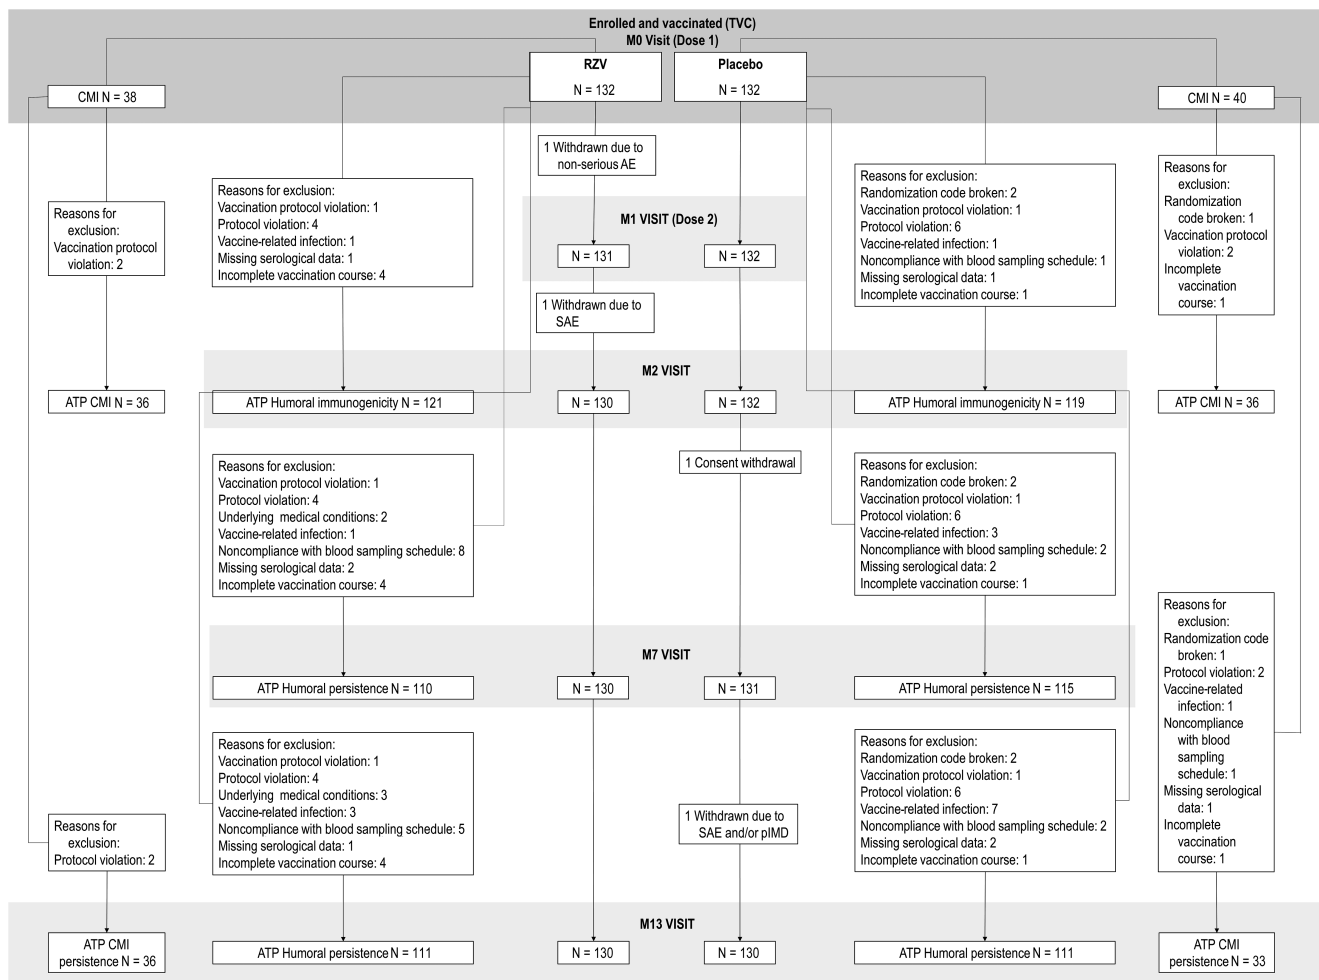 Enrolled and vaccinated (TVC)
M0 Visit (Dose 1)
RZV
N = 132
Placebo
N = 132
CMI N = 38
CMI N = 40
1 Withdrawn due to
non-serious AE
Reasons for
exclusion:
Vaccination protocol
violation: 2
Reasons for exclusion:
Vaccination protocol violation: 1
Protocol violation: 4
Vaccine-related infection: 1
Missing serological data: 1
Incomplete vaccination course: 4
Reasons for exclusion:
Randomization code broken: 2
Vaccination protocol violation: 1
Protocol violation: 6
Vaccine-related infection: 1
Noncompliance with blood sampling schedule: 1
Missing serological data: 1
Incomplete vaccination course: 1
Reasons for
exclusion:
Randomization
code broken: 1
Vaccination protocol
violation: 2
Incomplete
vaccination
course: 1
M1 VISIT (Dose 2)
N = 131
N = 132
1 Withdrawn due to
SAE
M2 VISIT
ATP CMI N = 36
ATP Humoral immunogenicity N = 121
N = 130
N = 132
ATP Humoral immunogenicity N = 119
ATP CMI N = 36
Reasons for exclusion:
Vaccination protocol violation: 1
Protocol violation: 4
Underlying medical conditions: 2
Vaccine-related infection: 1
Noncompliance with blood sampling schedule: 8
Missing serological data: 2
Incomplete vaccination course: 4
1 Consent withdrawal
Reasons for exclusion:
Randomization code broken: 2
Vaccination protocol violation: 1
Protocol violation: 6
Vaccine-related infection: 3
Noncompliance with blood sampling schedule: 2
Missing serological data: 2
Incomplete vaccination course: 1
M7 VISIT
ATP Humoral persistence N = 110
N = 130
N = 131
ATP Humoral persistence N = 115
Reasons for
exclusion:
Randomization code
broken: 1
Protocol violation: 2
Vaccine-related
infection: 1
Noncompliance
with blood
sampling
schedule: 1
Missing serological
data: 1
Incomplete
vaccination
course: 1
Reasons for
exclusion:
Protocol violation: 2
Reasons for exclusion:
Vaccination protocol violation: 1
Protocol violation: 4
Underlying medical conditions: 3
Vaccine-related infection: 3
Noncompliance with blood sampling schedule: 5
Missing serological data: 1
Incomplete vaccination course: 4
1 Withdrawn due to
SAE and/or pIMD
Reasons for exclusion:
Randomization code broken: 2
Vaccination protocol violation: 1
Protocol violation: 6
Vaccine-related infection: 7
Noncompliance with blood sampling schedule: 2
Missing serological data: 2
Incomplete vaccination course: 1
M13 VISIT
ATP CMI
persistence N = 36
ATP Humoral persistence N = 111
N = 130
N = 130
ATP Humoral persistence N = 111
ATP CMI
persistence N = 33